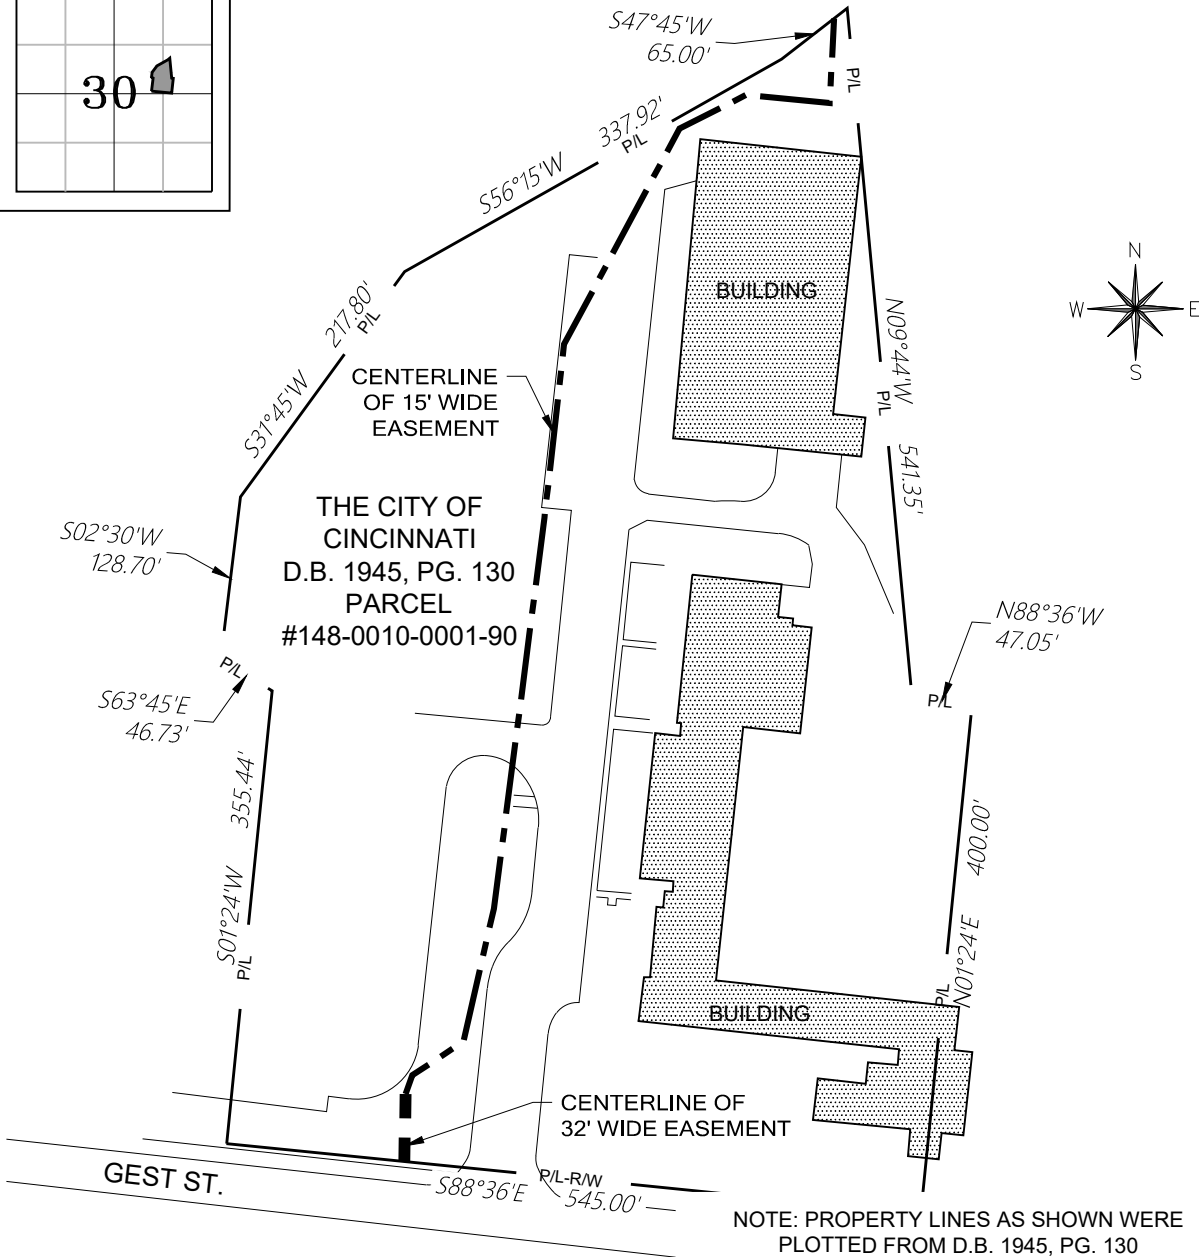 30
S47°45'W
65.00'
P/L
337.92'
P/L
S56°15'W
BUILDING
N
W E
S
217.80'
P/L
N09°44'W
P/L
541.35'
S31°45'W
CENTERLINE
OF 15' WIDE
EASEMENT
THE CITY OF
CINCINNATI
D.B. 1945, PG. 130
PARCEL
#148-0010-0001-90
S02°30'W
128.70'
P/L
S63°45'E
46.73'
N88°36'W
47.05'
P/L
355.44'
S01°24'W
P/L
400.00'
N01°24'E
P/L
BUILDING
CENTERLINE OF
32' WIDE EASEMENT
GEST ST.
S88°36'E
P/L-R/W
545.00'
NOTE: PROPERTY LINES AS SHOWN WERE
PLOTTED FROM D.B. 1945, PG. 130